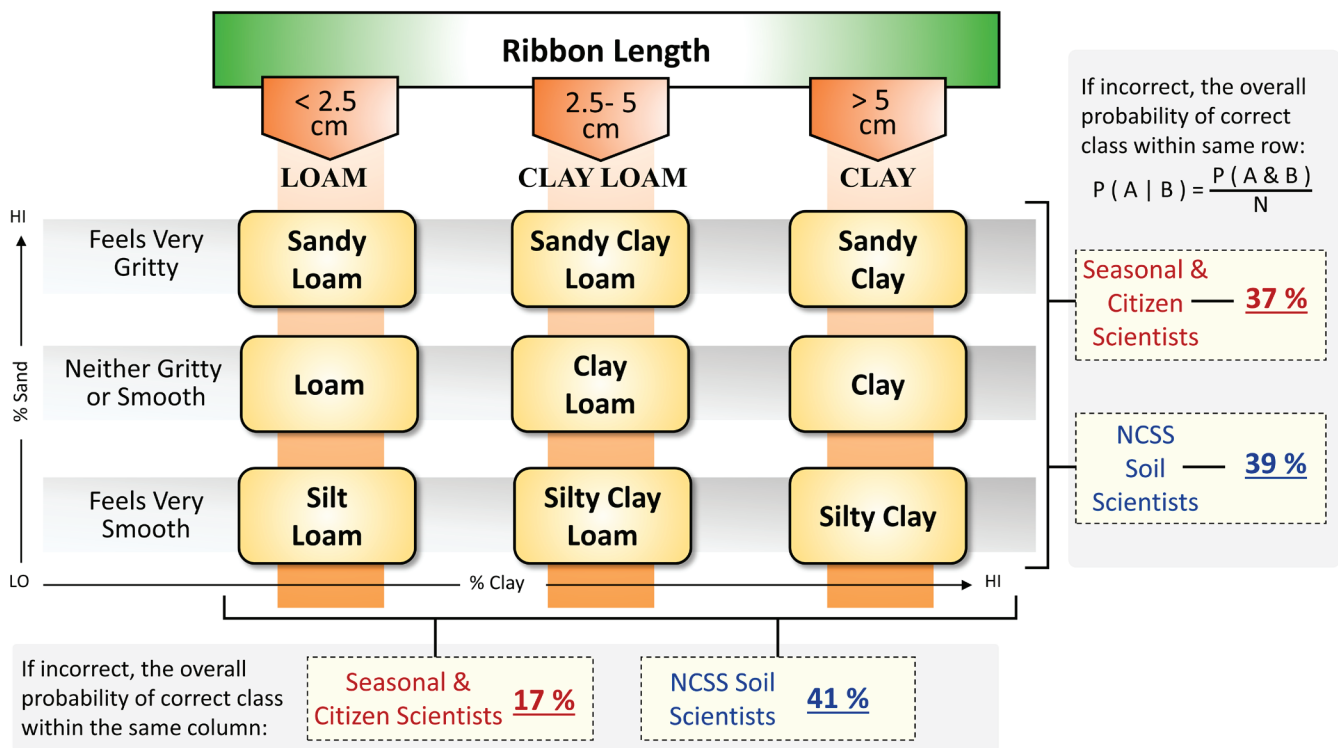 Ribbon Length
< 2.5
cm
2.5- 5
cm
> 5
cm
LOAM
CLAY LOAM
CLAY
If incorrect, the overall
probability of correct
class within same row:
P ( A | B ) = P ( A & B )
N
HI
% Sand
LO
Feels Very
Gritty
Sandy
Loam
Sandy Clay
Loam
Sandy
Clay
Seasonal &
Citizen
Scientists
37 %
Neither Gritty
or Smooth
Loam
Clay
Loam
Clay
NCSS
Soil
Scientists
39 %
Feels Very
Smooth
Silt
Loam
Silty Clay
Loam
Silty Clay
% Clay
HI
If incorrect, the overall
probability of correct class
within the same column:
Seasonal &
Citizen Scientists
17 %
NCSS Soil
Scientists
41 %